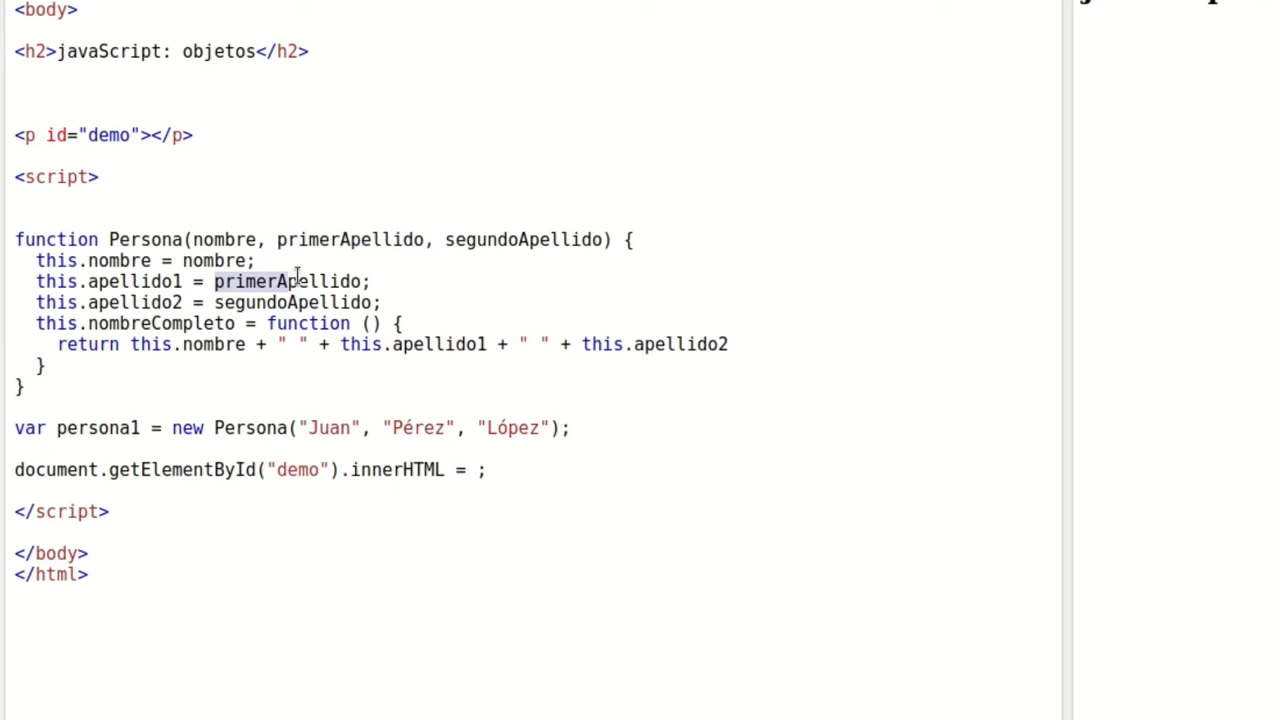 <body>
<h2>javaScript: objetos</h2>
<p id="demo"></p>
<script>
function Persona(nombre, primerApellido, segundoApellido) {
this.nombre = nombre;
this.apellido1 = primerApellido;
this.apellido2 = segundoApellido;
this.nombreCompleto = function () {
return this.nombre + " " + this.apellido1 + " " + this.apellido2
}
}
var persona1 = new Persona("Juan", "Pérez", "López");
document.getElementById("demo").innerHTML = ;
</script>
</body>
</html>